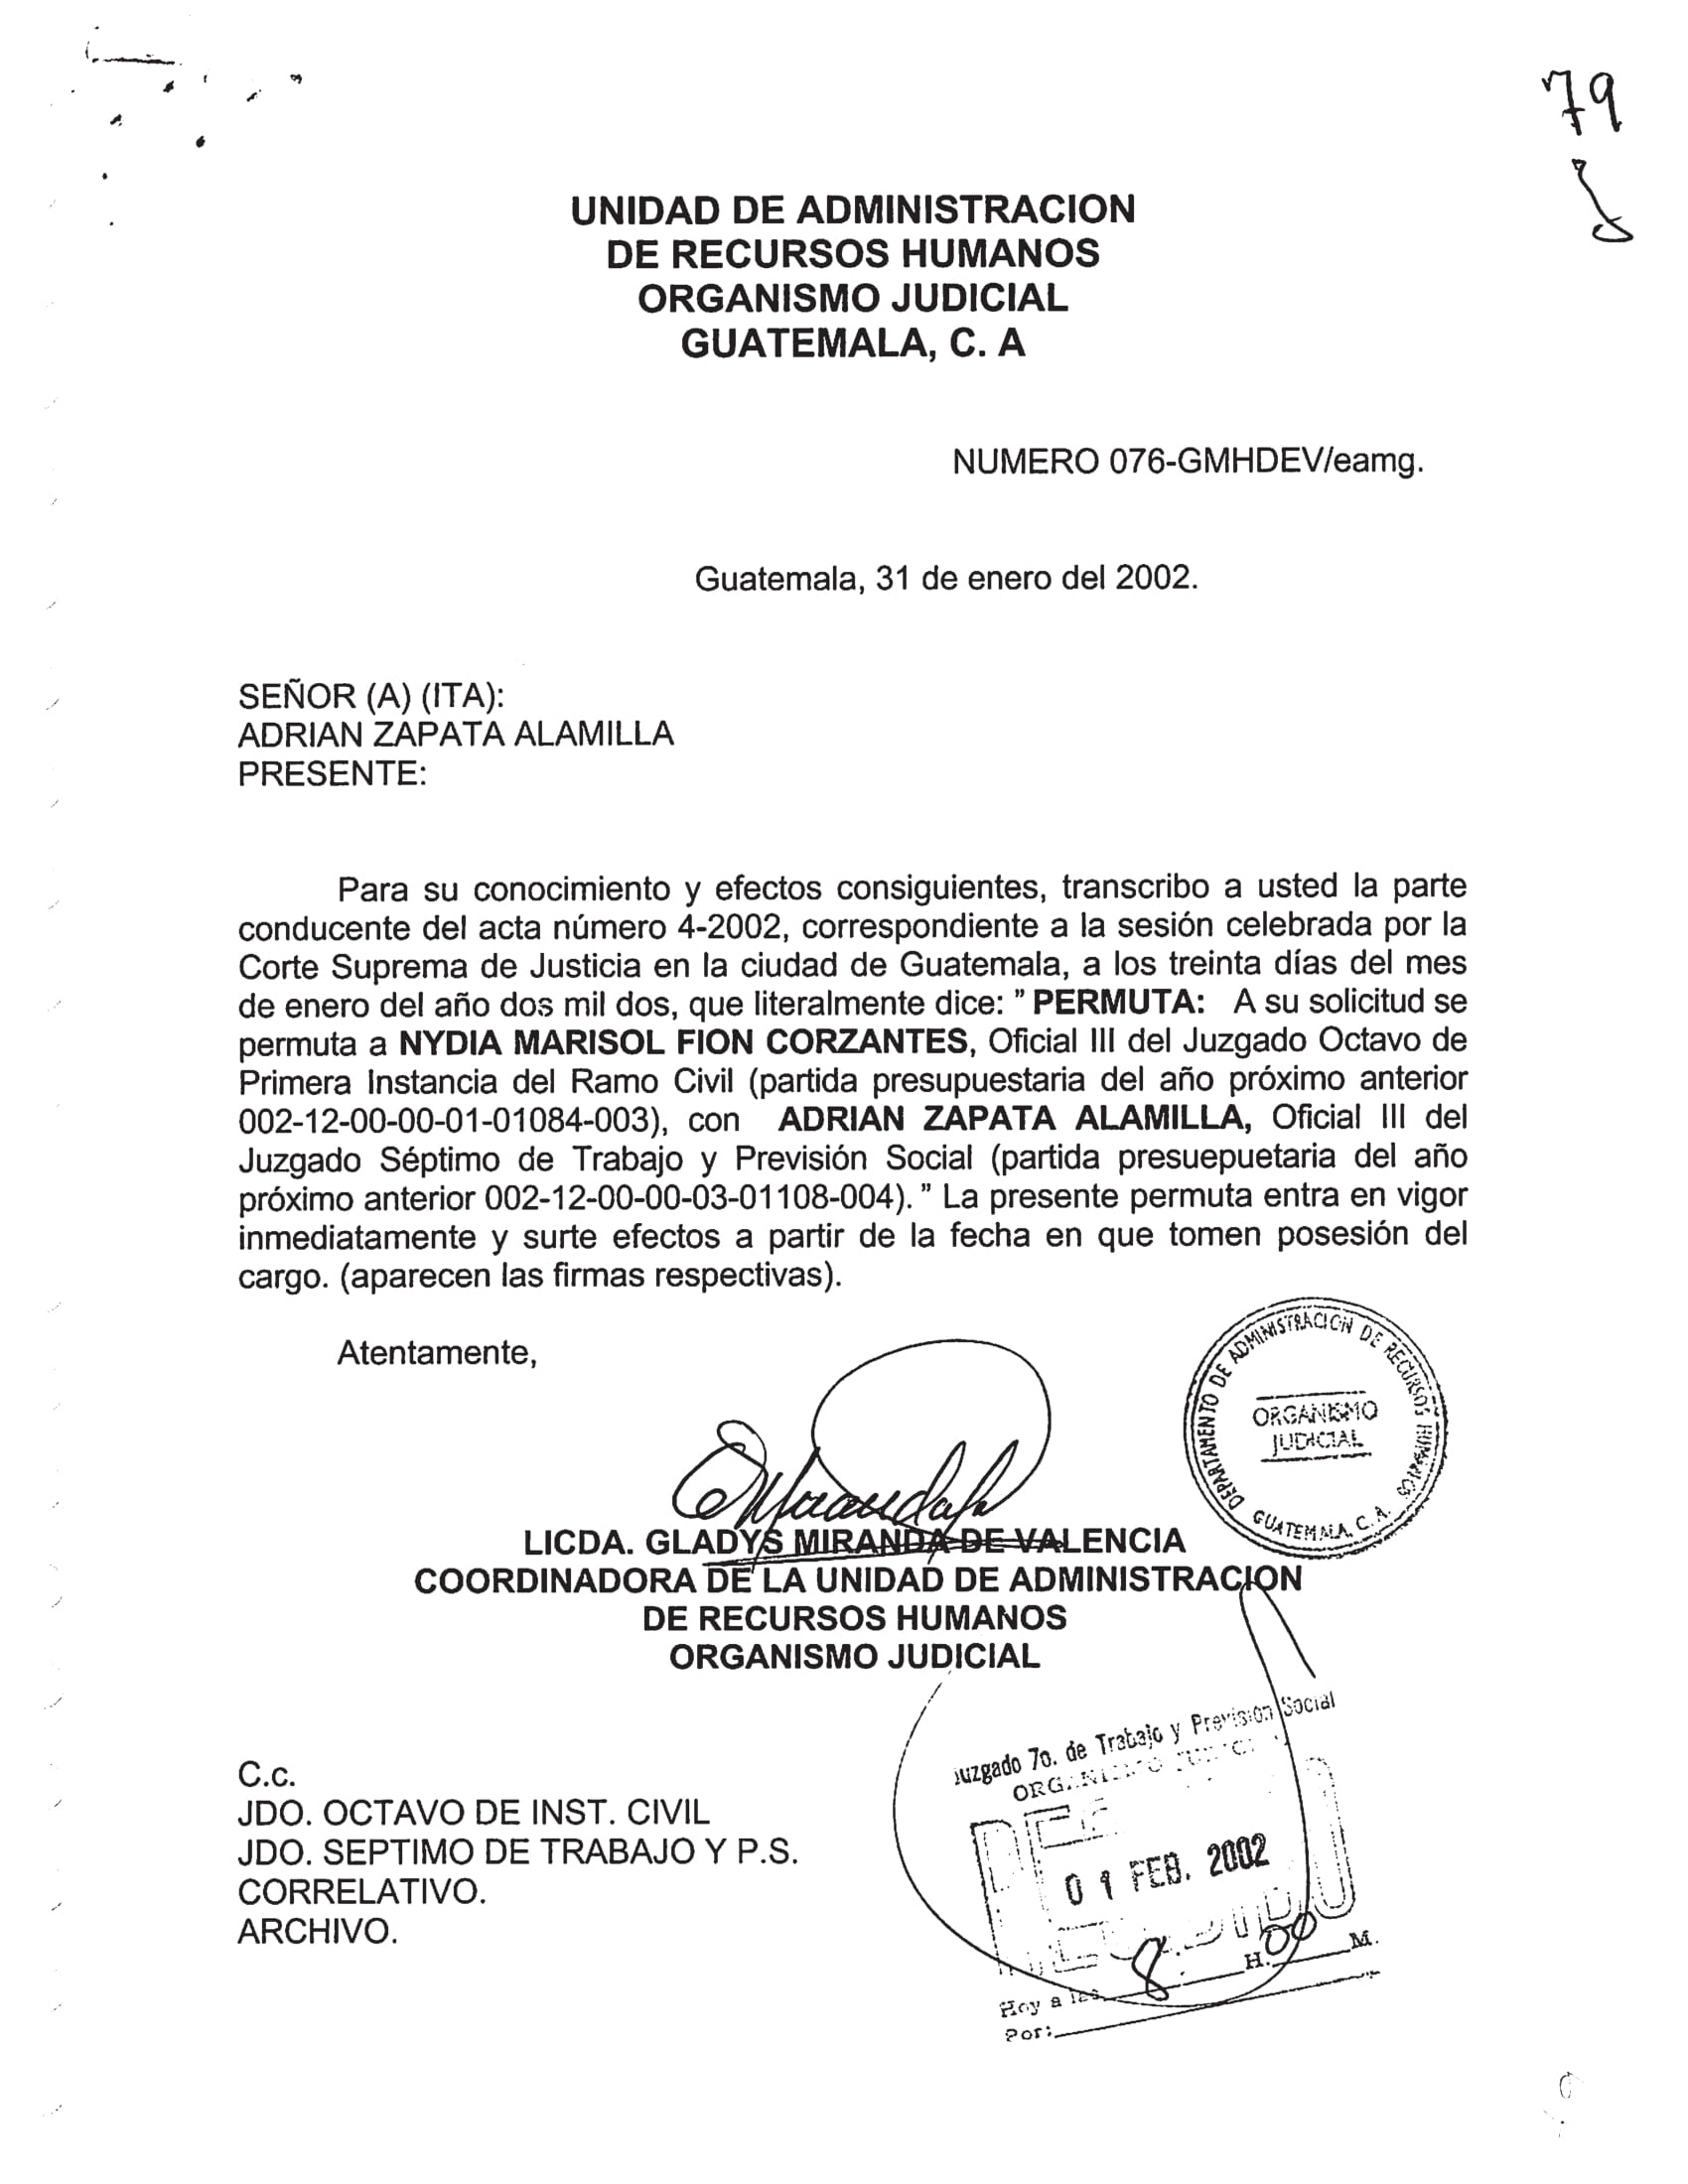 79
UNIDAD DE ADMINISTRACION
DE RECURSOS HUMANOS
ORGANISMO JUDICIAL
GUATEMALA, C. A
NUMERO 076-GMHDEV/eamg.
Guatemala, 31 de enero del 2002.
SEÑOR (A) (ITA):
ADRIAN ZAPATA ALAMILLA
PRESENTE:
Para su conocimiento y efectos consiguientes, transcribo a usted la parte
conducente del acta número 4-2002, correspondiente a la sesión celebrada por la
Corte Suprema de Justicia en la ciudad de Guatemala, a los treinta días del mes
de enero del año dos mil dos, que literalmente dice: " PERMUTA: A su solicitud se
permuta a NYDIA MARISOL FION CORZANTES, Oficial III del Juzgado Octavo de
Primera Instancia del Ramo Civil (partida presupuestaria del año próximo anterior
002-12-00-00-01-01084-003), con ADRIAN ZAPATA ALAMILLA, Oficial III del
Juzgado Séptimo de Trabajo y Previsión Social (partida presuepuetaria del año
próximo anterior 002-12-00-00-03-01108-004). " La presente permuta entra en vigor
inmediatamente y surte efectos a partir de la fecha en que tomen posesión del
cargo. (aparecen las firmas respectivas).
Atentamente,
DEPARTAMENTO DE ADMINISTRACION DE RECURSOS HUMANOS
ORGANISMO
JUDICIAL
GUATEMALA, C. A.
LICDA. GLADYS MIRANDA DE VALENCIA
COORDINADORA DE LA UNIDAD DE ADMINISTRACION
DE RECURSOS HUMANOS
ORGANISMO JUDICIAL
Juzgado 7o. de Trabajo y Previsión Social
ORGANISMO JUDICIAL
01 FEB. 2002
RECIBIDO
Hoy a las 8 H. 00 M.
Por:
C.c.
JDO. OCTAVO DE INST. CIVIL
JDO. SEPTIMO DE TRABAJO Y P.S.
CORRELATIVO.
ARCHIVO.